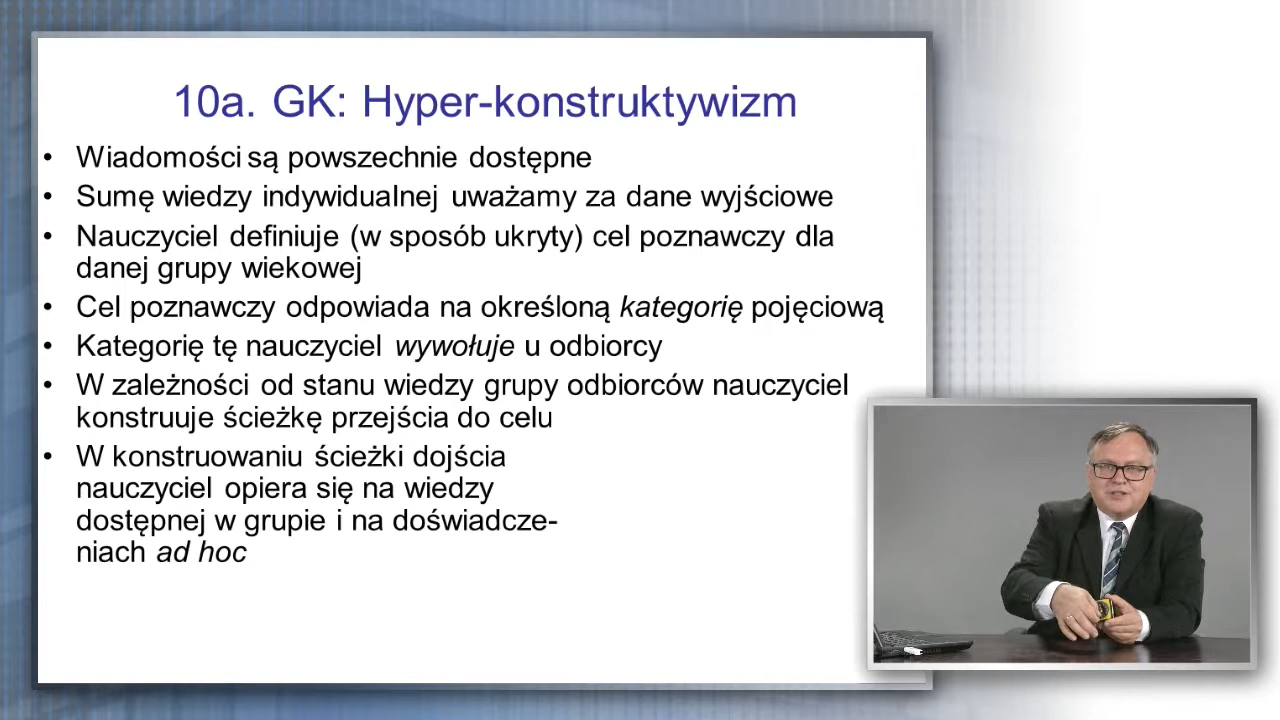 10a. GK: Hyper-konstruktywizm
• Wiadomości są powszechnie dostępne
• Sumę wiedzy indywidualnej uważamy za dane wyjściowe
• Nauczyciel definiuje (w sposób ukryty) cel poznawczy dla
danej grupy wiekowej
• Cel poznawczy odpowiada na określoną kategorię pojęciową
• Kategorię tę nauczyciel wywołuje u odbiorcy
• W zależności od stanu wiedzy grupy odbiorców nauczyciel
konstruuje ścieżkę przejścia do celu
• W konstruowaniu ścieżki dojścia
nauczyciel opiera się na wiedzy
dostępnej w grupie i na doświadcze-
niach ad hoc